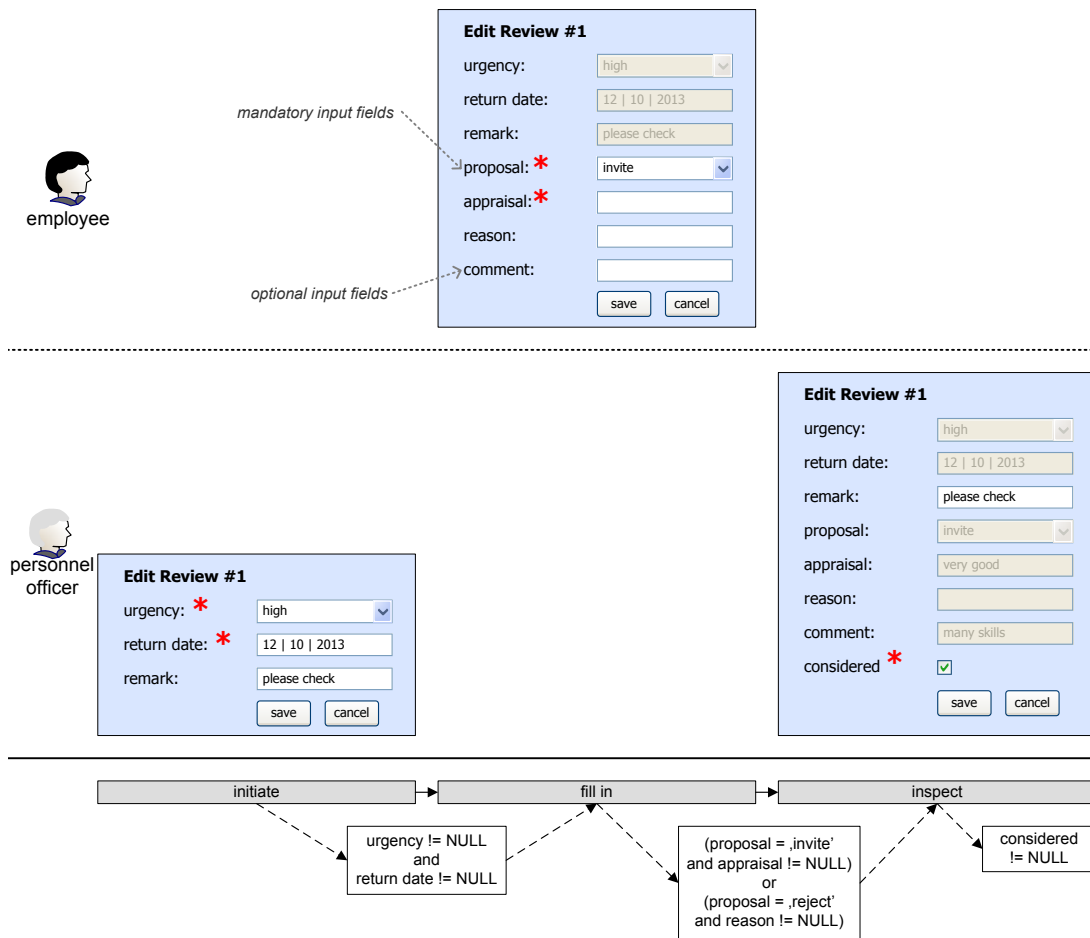 Edit Review #1
urgency: high
return date: 12 | 10 | 2013
mandatory input fields
remark: please check
proposal: * invite
appraisal: *
employee
reason:
comment:
optional input fields
save cancel
Edit Review #1
urgency: high
return date: 12 | 10 | 2013
remark: please check
proposal: invite
appraisal: very good
reason:
comment: many skills
considered *
save cancel
personnel
officer
Edit Review #1
urgency: * high
return date: * 12 | 10 | 2013
remark: please check
save cancel
initiate fill in inspect
urgency != NULL
and
return date != NULL
(proposal = ‚invite’
and appraisal != NULL)
or
(proposal = ‚reject’
and reason != NULL)
considered
!= NULL